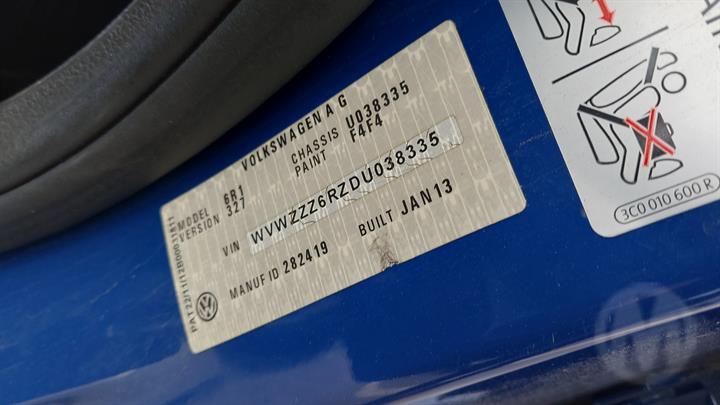 VOLKSWAGEN A G
MODEL 6R1 CHASSIS U038335
VERSION 327 PAINT F4F4
VIN WVWZZZ6RZDU038335
MANUF ID 282419 BUILT JAN13
3C0 010 600 R